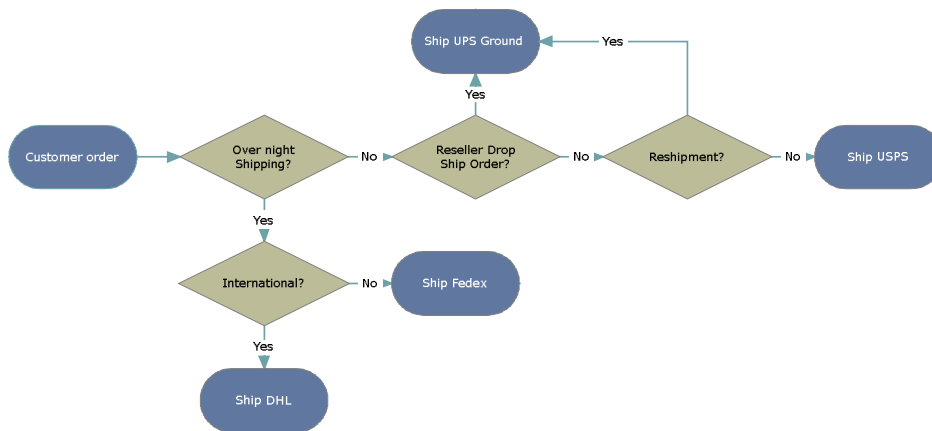 Ship UPS Ground
Yes
Yes
Customer order
Over night
Shipping?
No
Reseller Drop
Ship Order?
No
Reshipment?
No
Ship USPS
Yes
International?
No
Ship Fedex
Yes
Ship DHL